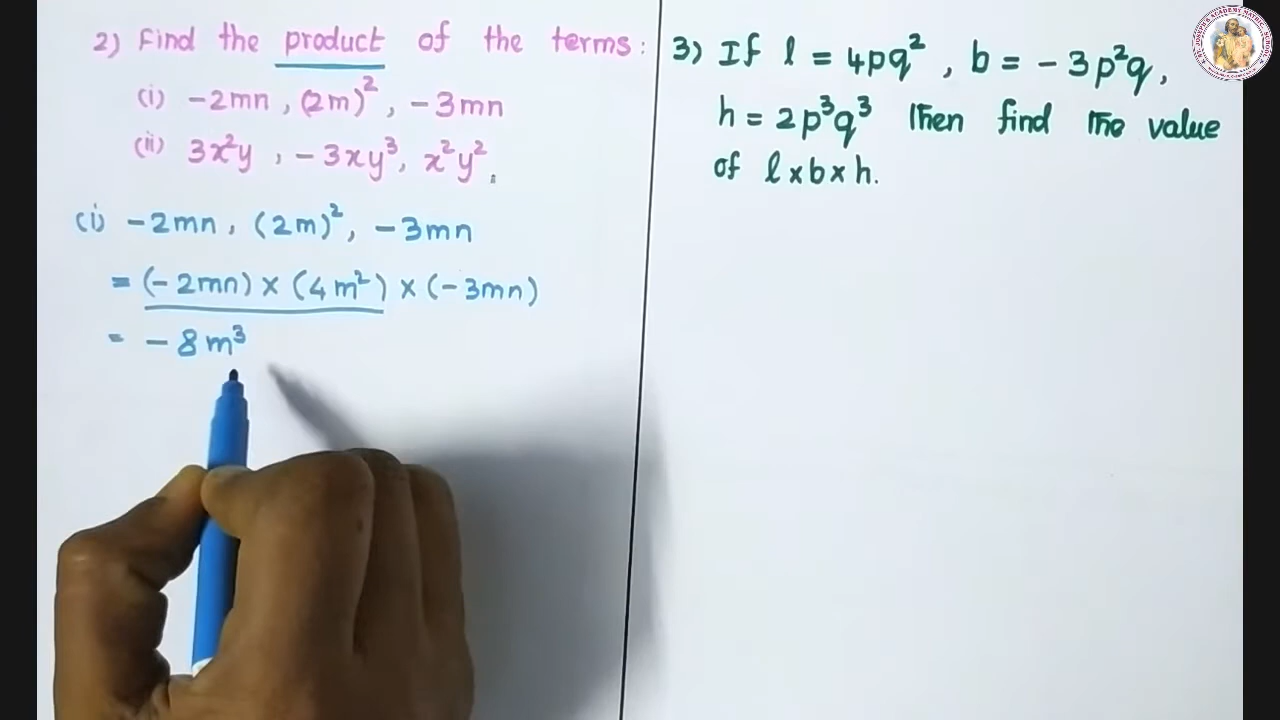 2) Find the product of the terms:
(i) -2mn, (2m)², -3mn
(ii) 3x²y, -3xy³, x²y².
(i) -2mn, (2m)², -3mn
= (-2mn) × (4m²) × (-3mn)
= -8m³
3) If l = 4pq², b = -3p²q,
h = 2p³q³ then find the value
of l×b×h.